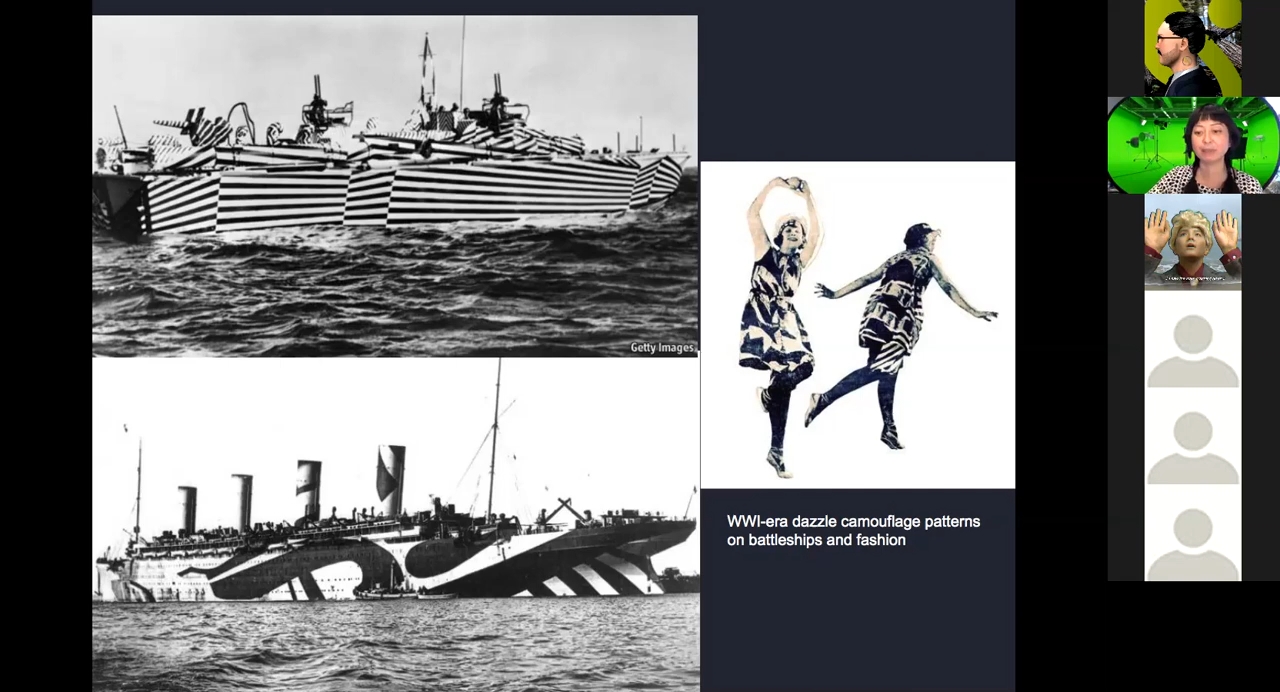 Getty Images
WWI-era dazzle camouflage patterns
on battleships and fashion